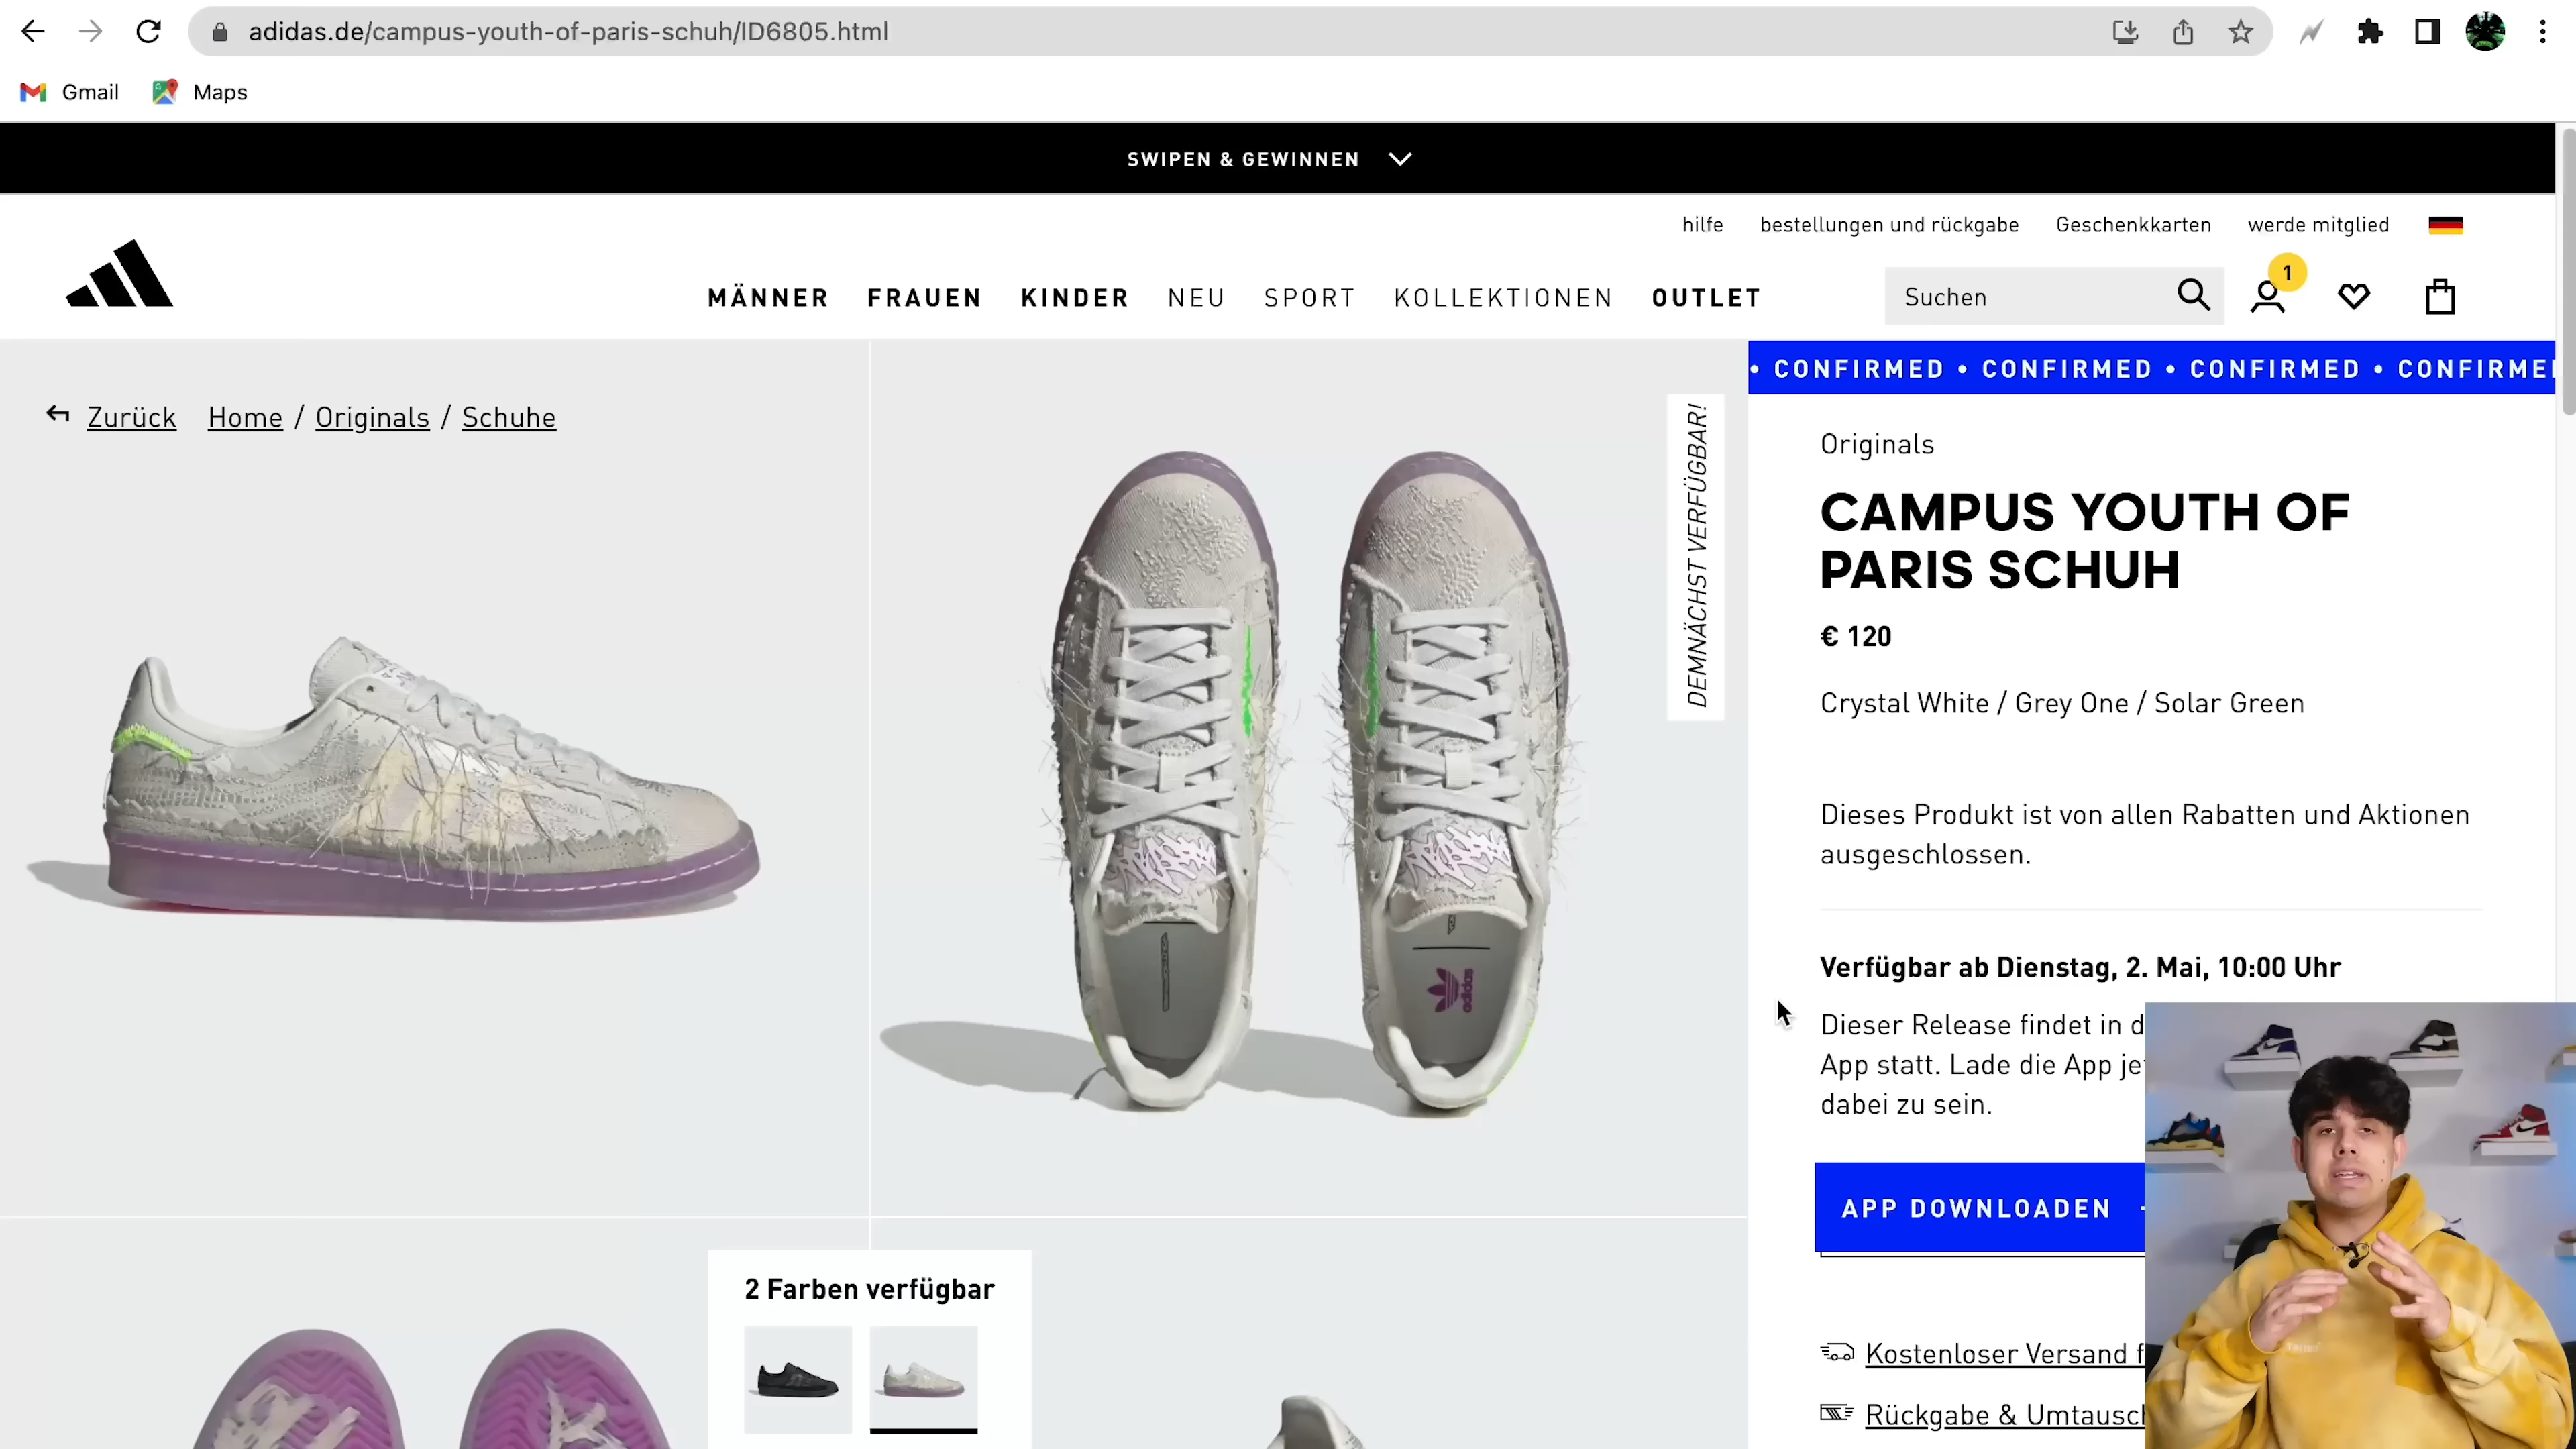 adidas.de/campus-youth-of-paris-schuh/ID6805.html
Gmail Maps
SWIPEN & GEWINNEN
hilfe bestellungen und rückgabe Geschenkkarten werde mitglied
MÄNNER FRAUEN KINDER NEU SPORT KOLLEKTIONEN OUTLET
Suchen
1
• CONFIRMED • CONFIRMED • CONFIRMED • CONFIRMED
Zurück Home / Originals / Schuhe
DEMNÄCHST VERFÜGBAR!
Originals
CAMPUS YOUTH OF
PARIS SCHUH
€ 120
Crystal White / Grey One / Solar Green
Dieses Produkt ist von allen Rabatten und Aktionen
ausgeschlossen.
Verfügbar ab Dienstag, 2. Mai, 10:00 Uhr
Dieser Release findet in d
App statt. Lade die App je
dabei zu sein.
APP DOWNLOADEN
adidas
2 Farben verfügbar
Kostenloser Versand f
Rückgabe & Umtausch